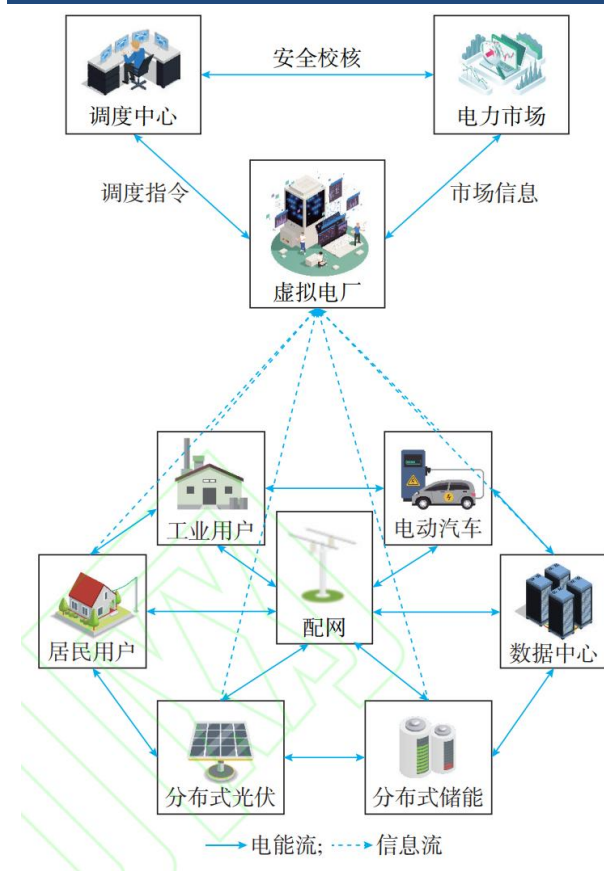 安全校核
调度中心
电力市场
调度指令
市场信息
虚拟电厂
工业用户
电动汽车
居民用户
配网
数据中心
分布式光伏
分布式储能
电能流; 信息流